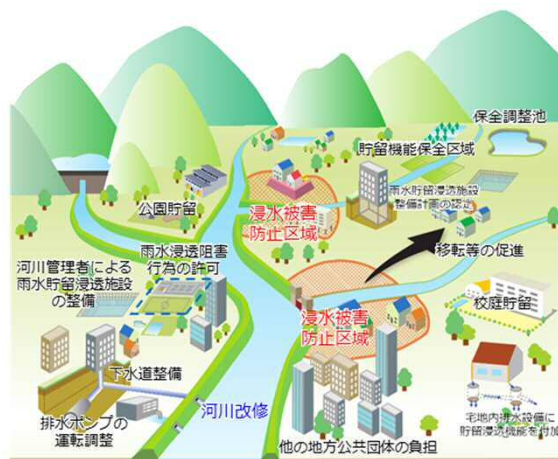 保全調整池
貯留機能保全区域
雨水貯留浸透施設
整備計画の認定
公園貯留
浸水被害
防止区域
移転等の促進
雨水浸透阻害
行為の許可
河川管理者による
雨水貯留浸透施設
の整備
校庭貯留
浸水被害
防止区域
下水道整備
河川改修
排水ポンプの
運転調整
他の地方公共団体の負担
宅地内排水設備に
貯留浸透機能を付加